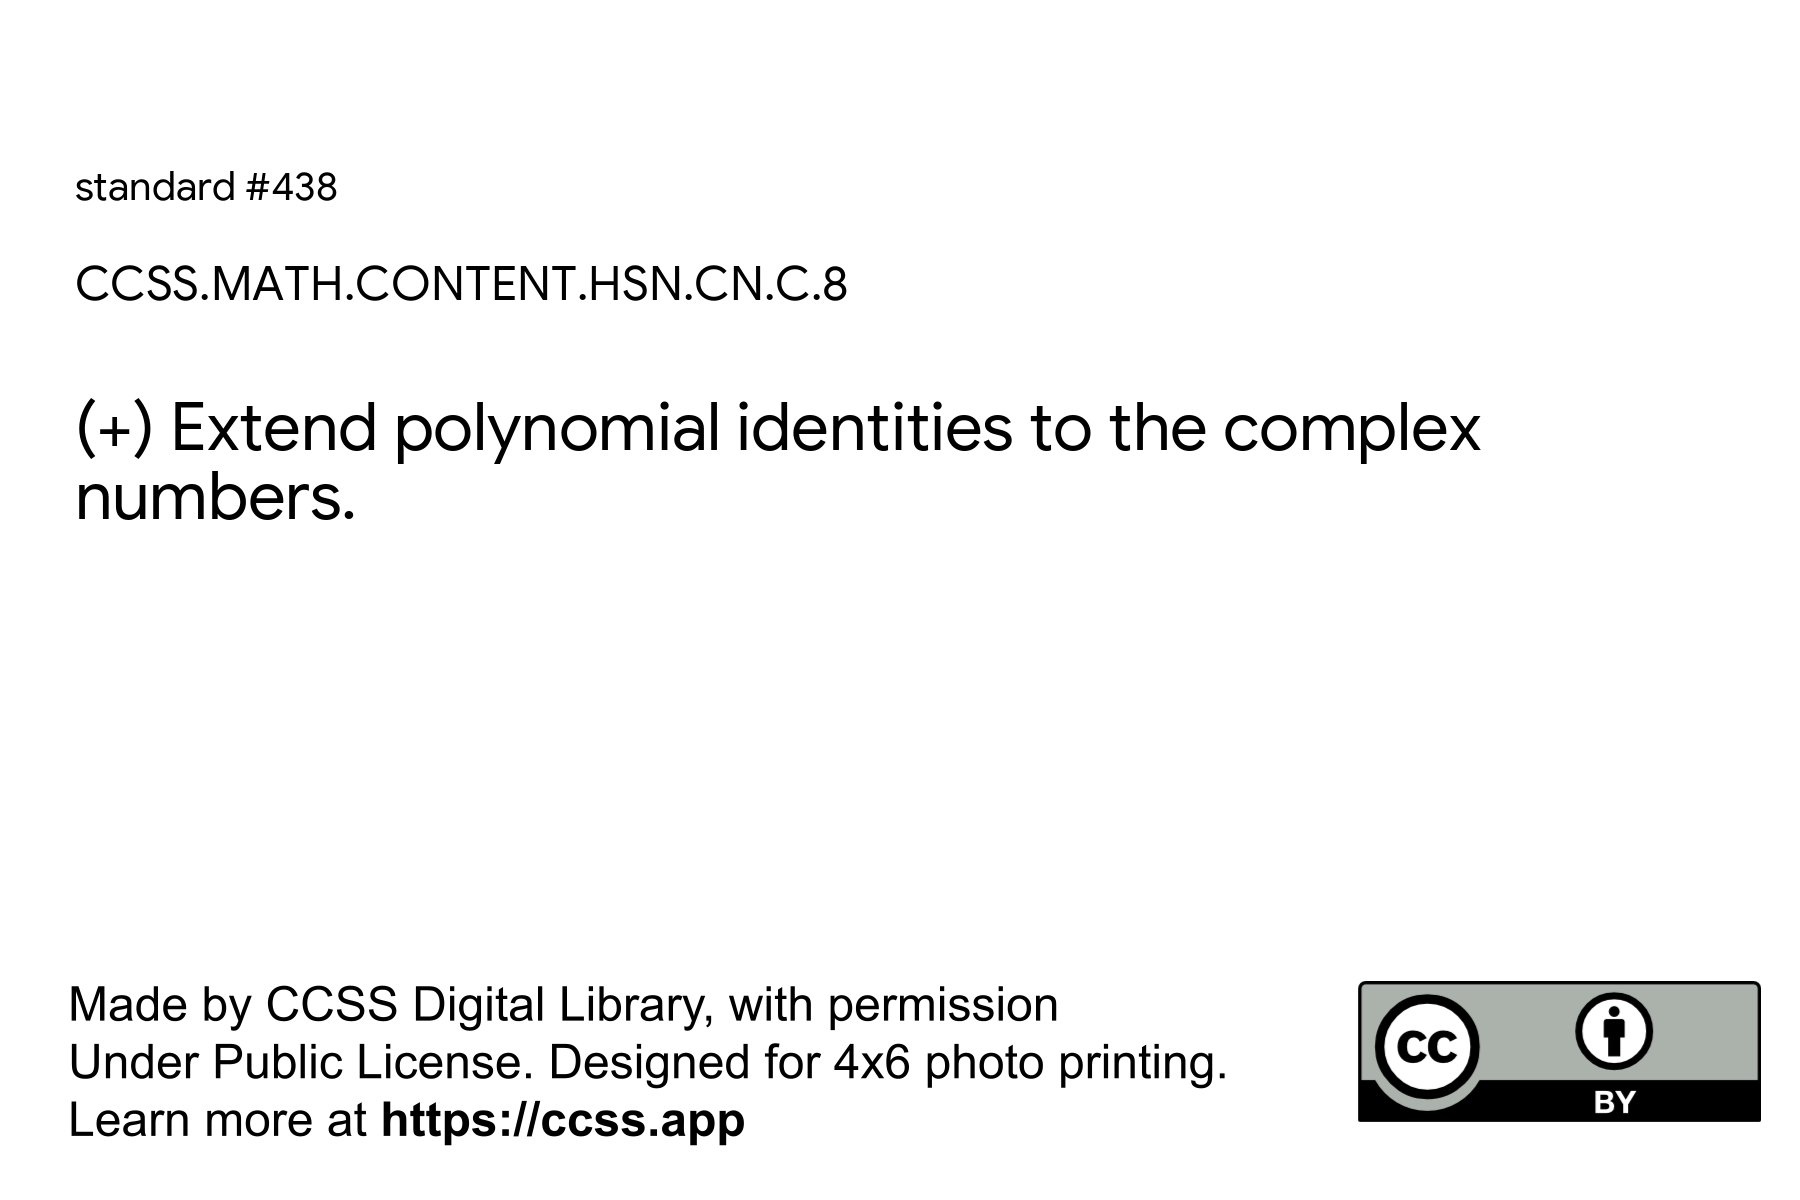 standard #438
CCSS.MATH.CONTENT.HSN.CN.C.8
(+) Extend polynomial identities to the complex
numbers.
Made by CCSS Digital Library, with permission
Under Public License. Designed for 4x6 photo printing.
Learn more at https://ccss.app
CC
BY